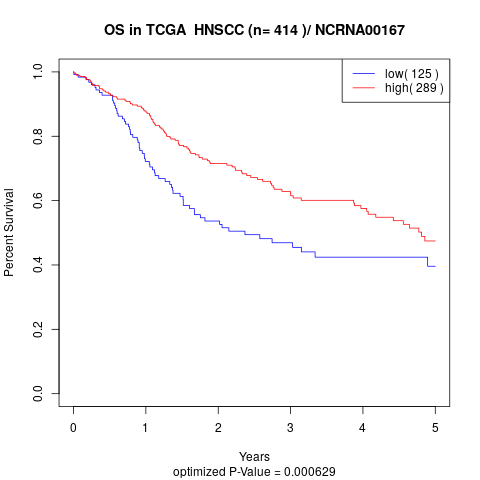 OS in TCGA  HNSCC (n= 414 )/ NCRNA00167
low( 125 )
high( 289 )
Percent Survival
1.0
0.8
0.6
0.4
0.2
0.0
0 1 2 3 4 5
Years
optimized P-Value = 0.000629